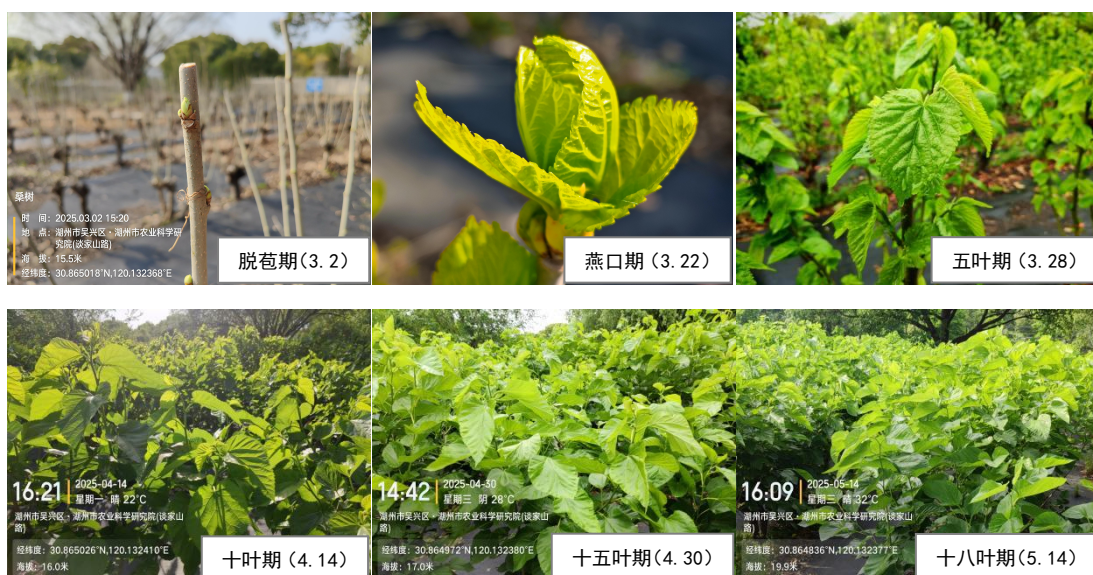 桑树
时 间：2025.03.02 15:20
地 点：湖州市吴兴区·湖州市农业科学研
究院(谈家山路)
海 拔：15.5米
经纬度：30.865018°N,120.132368°E
脱苞期(3.2)
燕口期(3.22)
五叶期(3.28)
16:21
2025-04-14
星期一 晴 22℃
湖州市吴兴区·湖州市农业科学研究院(谈家山
路)
经纬度：30.865026°N,120.132410°E
海拔：16.0米
十叶期(4.14)
14:42
2025-04-30
星期三 阴 28℃
湖州市吴兴区·湖州市农业科学研究院(谈家山
路)
经纬度：30.864972°N,120.132380°E
海拔：17.0米
十五叶期(4.30)
16:09
2025-05-14
星期三 晴 32℃
湖州市吴兴区·湖州市农业科学研究院(谈家山
路)
经纬度：30.864836°N,120.132377°E
海拔：19.9米
十八叶期(5.14)